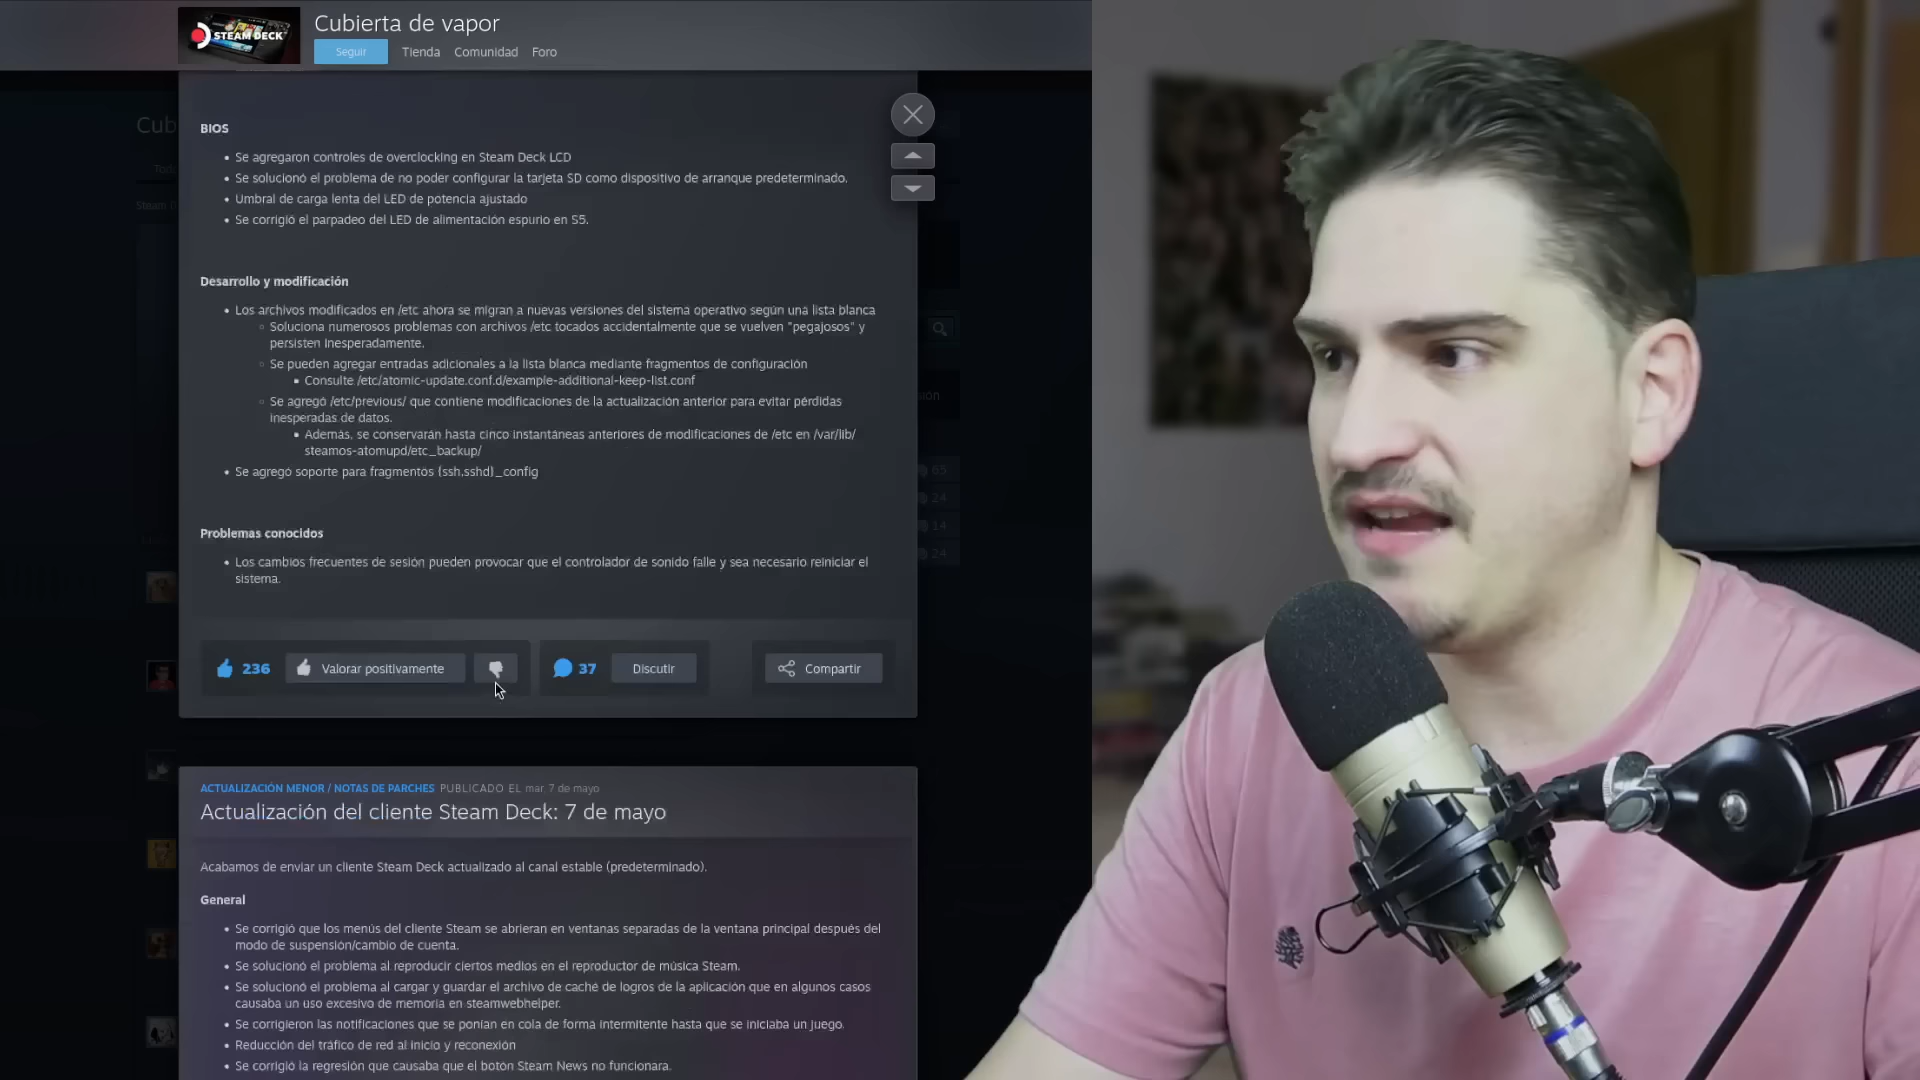 STEAM DECK
Cubierta de vapor
Seguir
Tienda
Comunidad
Foro
Cub
Steam D
BIOS
Se agregaron controles de overclocking en Steam Deck LCD
Se solucionó el problema de no poder configurar la tarjeta SD como dispositivo de arranque predeterminado.
Umbral de carga lenta del LED de potencia ajustado
Se corrigió el parpadeo del LED de alimentación espurio en S5.
Desarrollo y modificación
Los archivos modificados en /etc ahora se migran a nuevas versiones del sistema operativo según una lista blanca
Soluciona numerosos problemas con archivos /etc tocados accidentalmente que se vuelven "pegajosos" y
persisten inesperadamente.
Se pueden agregar entradas adicionales a la lista blanca mediante fragmentos de configuración
Consulte /etc/atomic-update.conf.d/example-additional-keep-list.conf
Se agregó /etc/previous/ que contiene modificaciones de la actualización anterior para evitar pérdidas
inesperadas de datos.
Además, se conservarán hasta cinco instantáneas anteriores de modificaciones de /etc en /var/lib/
steamos-atomupd/etc_backup/
Se agregó soporte para fragmentos {ssh,sshd}_config
ión
65
24
14
24
Problemas conocidos
Los cambios frecuentes de sesión pueden provocar que el controlador de sonido falle y sea necesario reiniciar el
sistema.
236
Valorar positivamente
37
Discutir
Compartir
ACTUALIZACIÓN MENOR / NOTAS DE PARCHES PUBLICADO EL mar. 7 de mayo
Actualización del cliente Steam Deck: 7 de mayo
Acabamos de enviar un cliente Steam Deck actualizado al canal estable (predeterminado).
General
Se corrigió que los menús del cliente Steam se abrieran en ventanas separadas de la ventana principal después del
modo de suspensión/cambio de cuenta.
Se solucionó el problema al reproducir ciertos medios en el reproductor de música Steam.
Se solucionó el problema al cargar y guardar el archivo de caché de logros de la aplicación que en algunos casos
causaba un uso excesivo de memoria en steamwebhelper.
Se corrigieron las notificaciones que se ponían en cola de forma intermitente hasta que se iniciaba un juego.
Reducción del tráfico de red al inicio y reconexión
Se corrigió la regresión que causaba que el botón Steam News no funcionara.